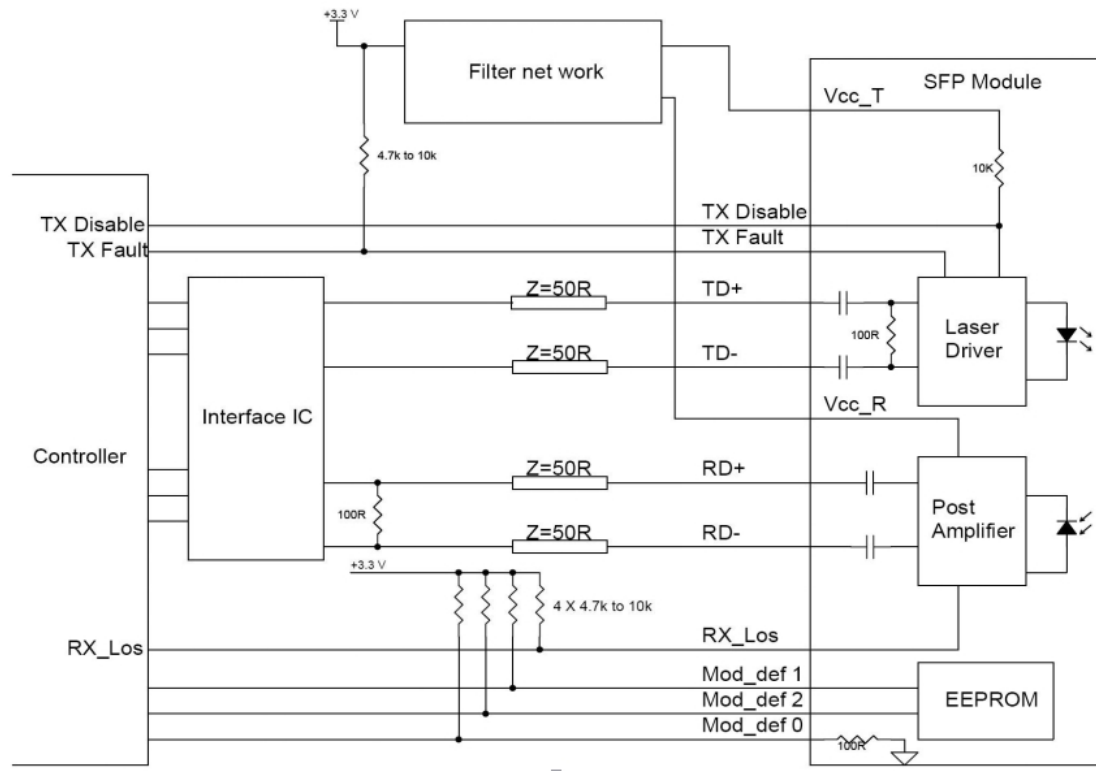 +3.3 V
Filter net work
SFP Module
Vcc_T
4.7k to 10k
10K
TX Disable
TX Disable
TX Fault
TX Fault
Z=50R
TD+
Laser
Driver
100R
Z=50R
TD-
Vcc_R
Interface IC
Controller
Z=50R
RD+
100R
Post
Amplifier
Z=50R
RD-
+3.3 V
4 X 4.7k to 10k
RX_Los
RX_Los
Mod_def 1
Mod_def 2
EEPROM
Mod_def 0
100R